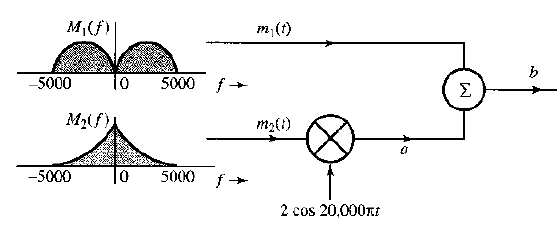 M₁(f)
m₁(t)
−5000 0 5000 f →
b
Σ
M₂(f)
m₂(t)
a
−5000 0 5000 f →
2 cos 20,000πt